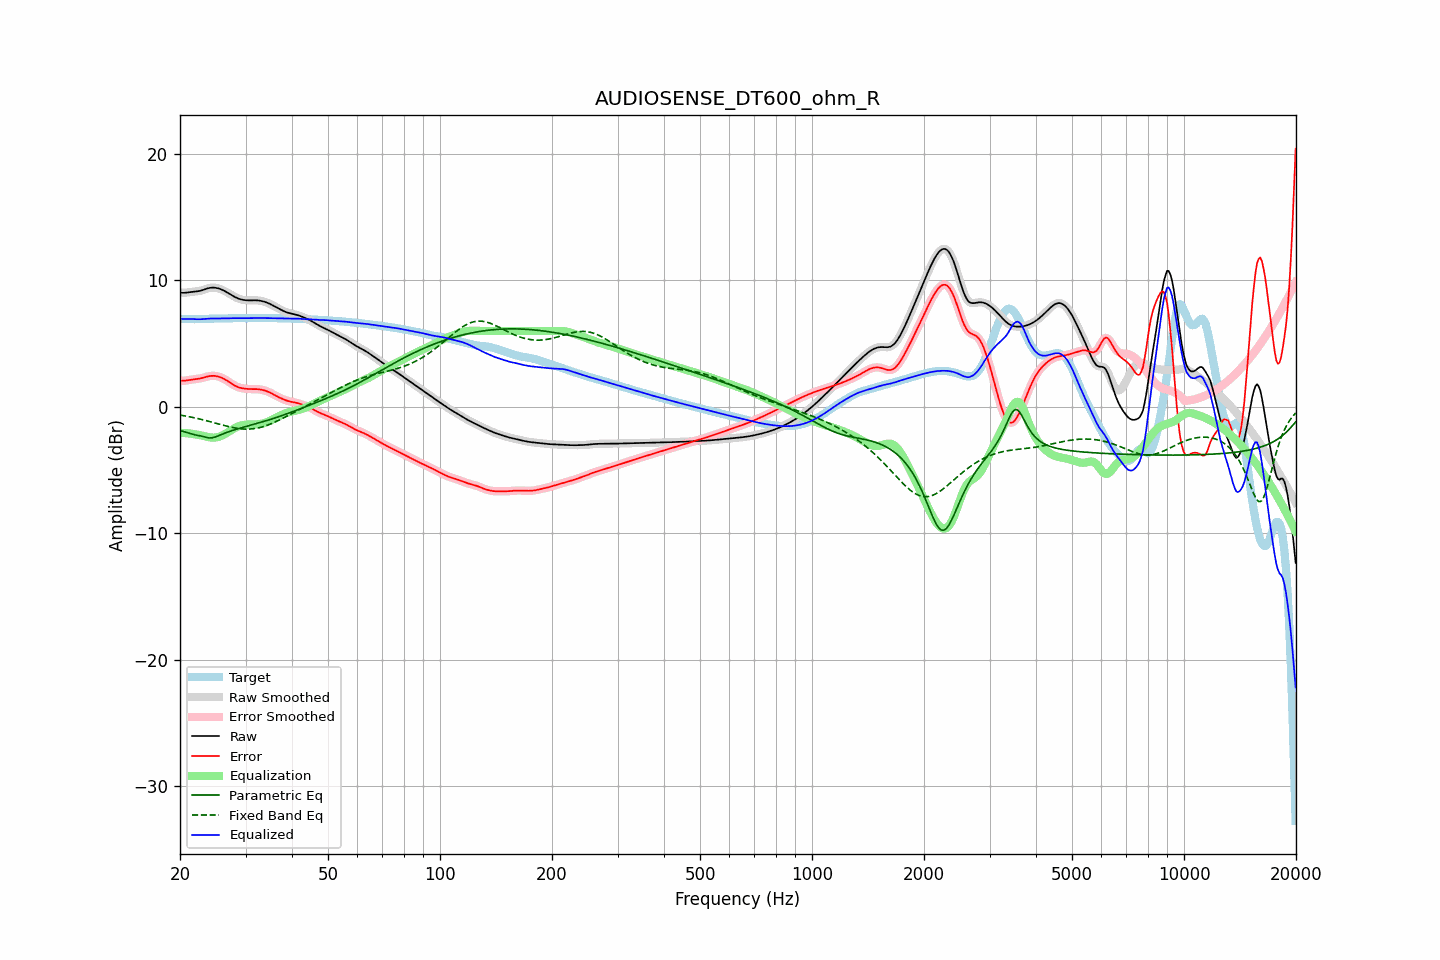 AUDIOSENSE_DT600_ohm_R
Amplitude (dBr)
20
10
0
−10
−20
−30
Target
Raw Smoothed
Error Smoothed
Raw
Error
Equalization
Parametric Eq
Fixed Band Eq
Equalized
20 50 100 200 500 1000 2000 5000 10000 20000
Frequency (Hz)